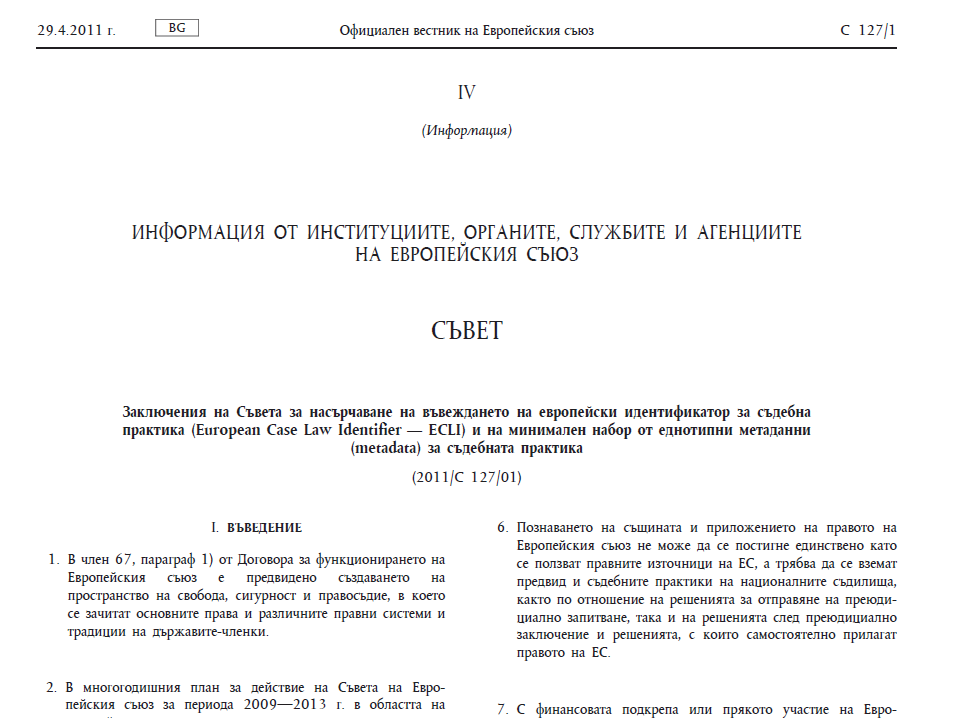 29.4.2011 г.
BG
Официален вестник на Европейския съюз
C 127/1
IV
(Информация)
ИНФОРМАЦИЯ ОТ ИНСТИТУЦИИТЕ, ОРГАНИТЕ, СЛУЖБИТЕ И АГЕНЦИИТЕ
НА ЕВРОПЕЙСКИЯ СЪЮЗ
СЪВЕТ
Заключения на Съвета за насърчаване на въвеждането на европейски идентификатор за съдебна
практика (European Case Law Identifier — ECLI) и на минимален набор от еднотипни метаданни
(metadata) за съдебната практика
(2011/C 127/01)
I. ВЪВЕДЕНИЕ
1. В член 67, параграф 1) от Договора за функционирането на
Европейския съюз е предвидено създаването на
пространство на свобода, сигурност и правосъдие, в което
се зачитат основните права и различните правни системи и
традиции на държавите-членки.
2. В многогодишния план за действие на Съвета на Евро-
пейския съюз за периода 2009—2013 г. в областта на
6. Познаването на същината и приложението на правото на
Европейския съюз не може да се постигне единствено като
се ползват правните източници на ЕС, а трябва да се вземат
предвид и съдебните практики на националните съдилища,
както по отношение на решенията за отправяне на преюди-
циално запитване, така и на решенията след преюдициално
заключение и решенията, с които самостоятелно прилагат
правото на ЕС.
7. С финансовата подкрепа или прякото участие на Евро-